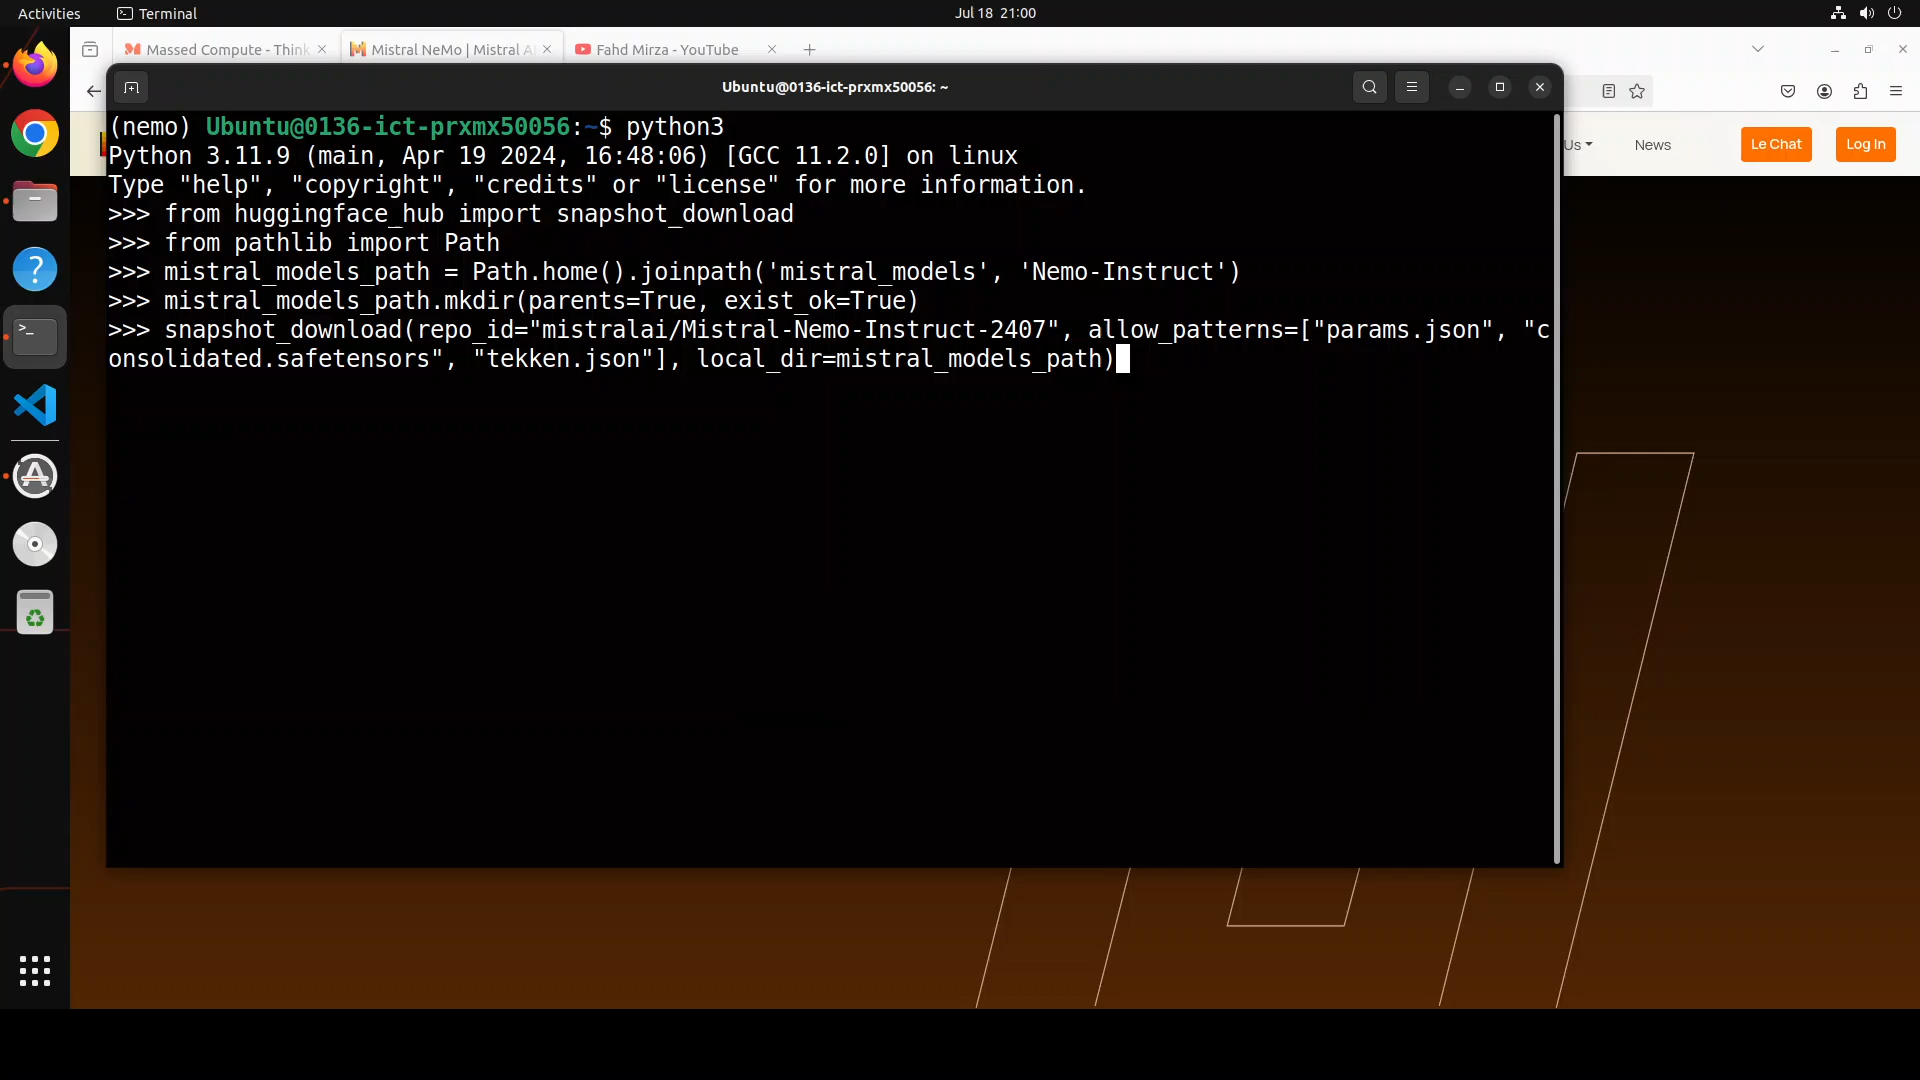 Activities
Terminal
Jul 18 21:00
Massed Compute - Think
Mistral NeMo | Mistral AI
Fahd Mirza - YouTube
Ubuntu@0136-ict-prxmx50056: ~
Us
News
Le Chat
Log In
(nemo) Ubuntu@0136-ict-prxmx50056:~$ python3
Python 3.11.9 (main, Apr 19 2024, 16:48:06) [GCC 11.2.0] on linux
Type "help", "copyright", "credits" or "license" for more information.
>>> from huggingface_hub import snapshot_download
>>> from pathlib import Path
>>> mistral_models_path = Path.home().joinpath('mistral_models', 'Nemo-Instruct')
>>> mistral_models_path.mkdir(parents=True, exist_ok=True)
>>> snapshot_download(repo_id="mistralai/Mistral-Nemo-Instruct-2407", allow_patterns=["params.json", "c
onsolidated.safetensors", "tekken.json"], local_dir=mistral_models_path)